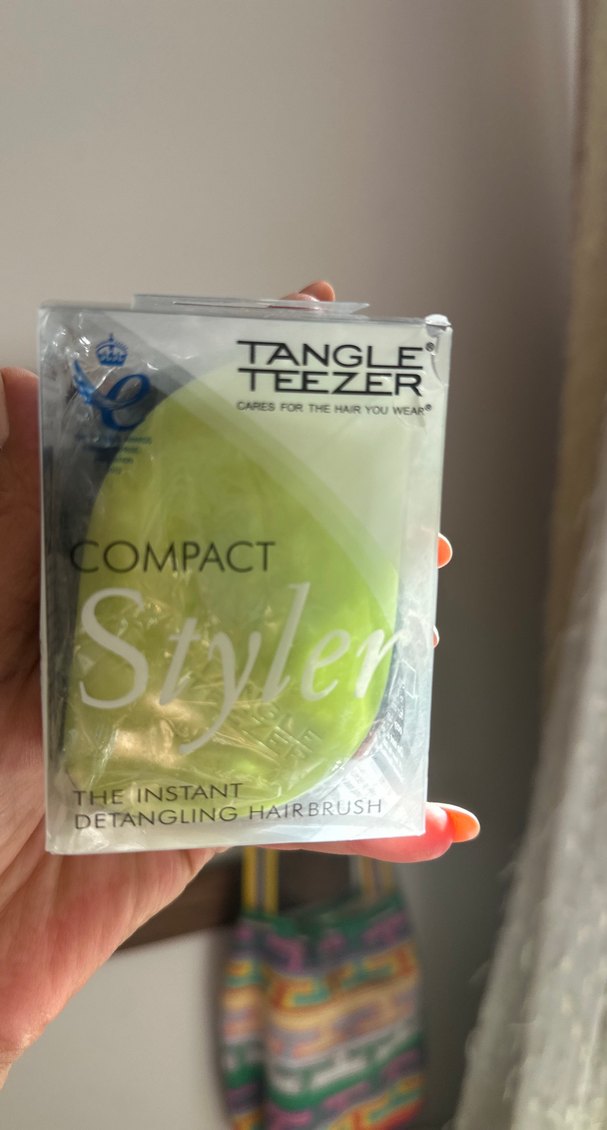 TANGLE
TEEZER®
CARES FOR THE HAIR YOU WEAR®
COMPACT
Styler
THE INSTANT
DETANGLING HAIRBRUSH